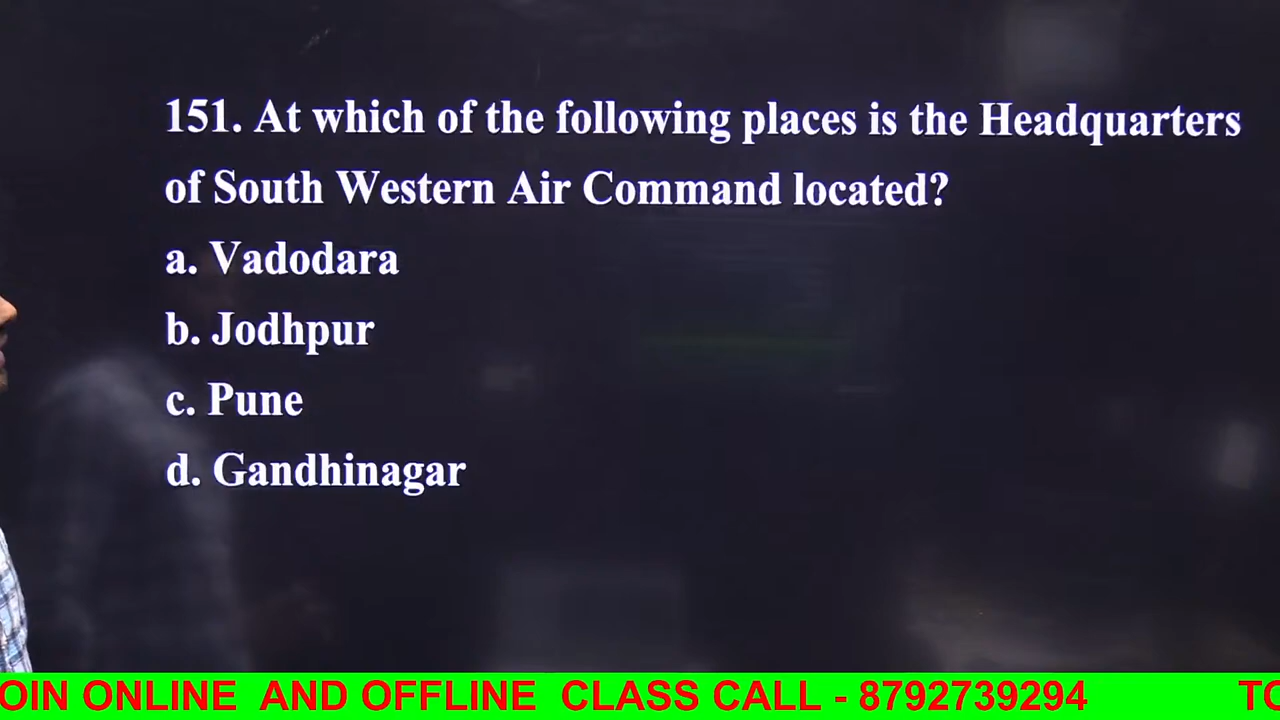 151. At which of the following places is the Headquarters
of South Western Air Command located?
a. Vadodara
b. Jodhpur
c. Pune
d. Gandhinagar
OIN ONLINE AND OFFLINE CLASS CALL - 8792739294 TO